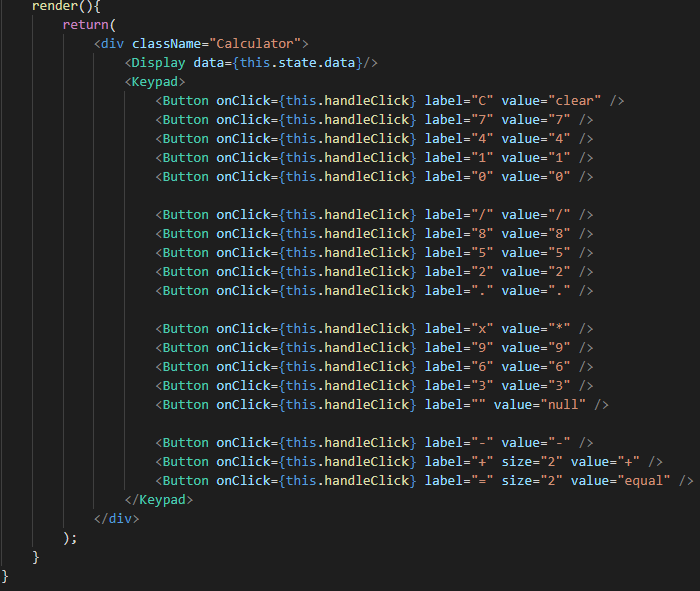 render(){
    return(
        <div className="Calculator">
            <Display data={this.state.data}/>
            <Keypad>
                <Button onClick={this.handleClick} label="C" value="clear" />
                <Button onClick={this.handleClick} label="7" value="7" />
                <Button onClick={this.handleClick} label="4" value="4" />
                <Button onClick={this.handleClick} label="1" value="1" />
                <Button onClick={this.handleClick} label="0" value="0" />

                <Button onClick={this.handleClick} label="/" value="/" />
                <Button onClick={this.handleClick} label="8" value="8" />
                <Button onClick={this.handleClick} label="5" value="5" />
                <Button onClick={this.handleClick} label="2" value="2" />
                <Button onClick={this.handleClick} label="." value="." />

                <Button onClick={this.handleClick} label="x" value="*" />
                <Button onClick={this.handleClick} label="9" value="9" />
                <Button onClick={this.handleClick} label="6" value="6" />
                <Button onClick={this.handleClick} label="3" value="3" />
                <Button onClick={this.handleClick} label="" value="null" />

                <Button onClick={this.handleClick} label="-" value="-" />
                <Button onClick={this.handleClick} label="+" size="2" value="+" />
                <Button onClick={this.handleClick} label="=" size="2" value="equal" />
            </Keypad>
        </div>
    );
}
}